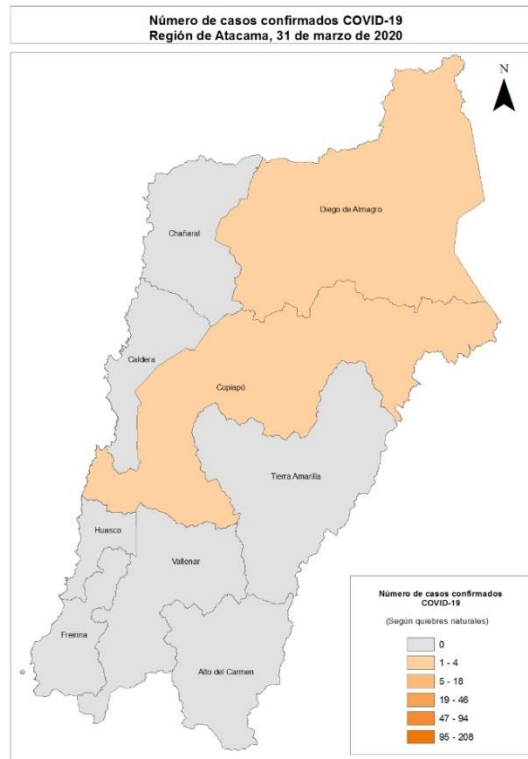 Número de casos confirmados COVID-19
Región de Atacama, 31 de marzo de 2020
N
Diego de Almagro
Chañaral
Caldera
Copiapó
Tierra Amarilla
Huasco
Vallenar
Freirina
Alto del Carmen
Número de casos confirmados
COVID-19
(Según quiebres naturales)
0
1 - 4
5 - 18
19 - 46
47 - 94
95 - 208